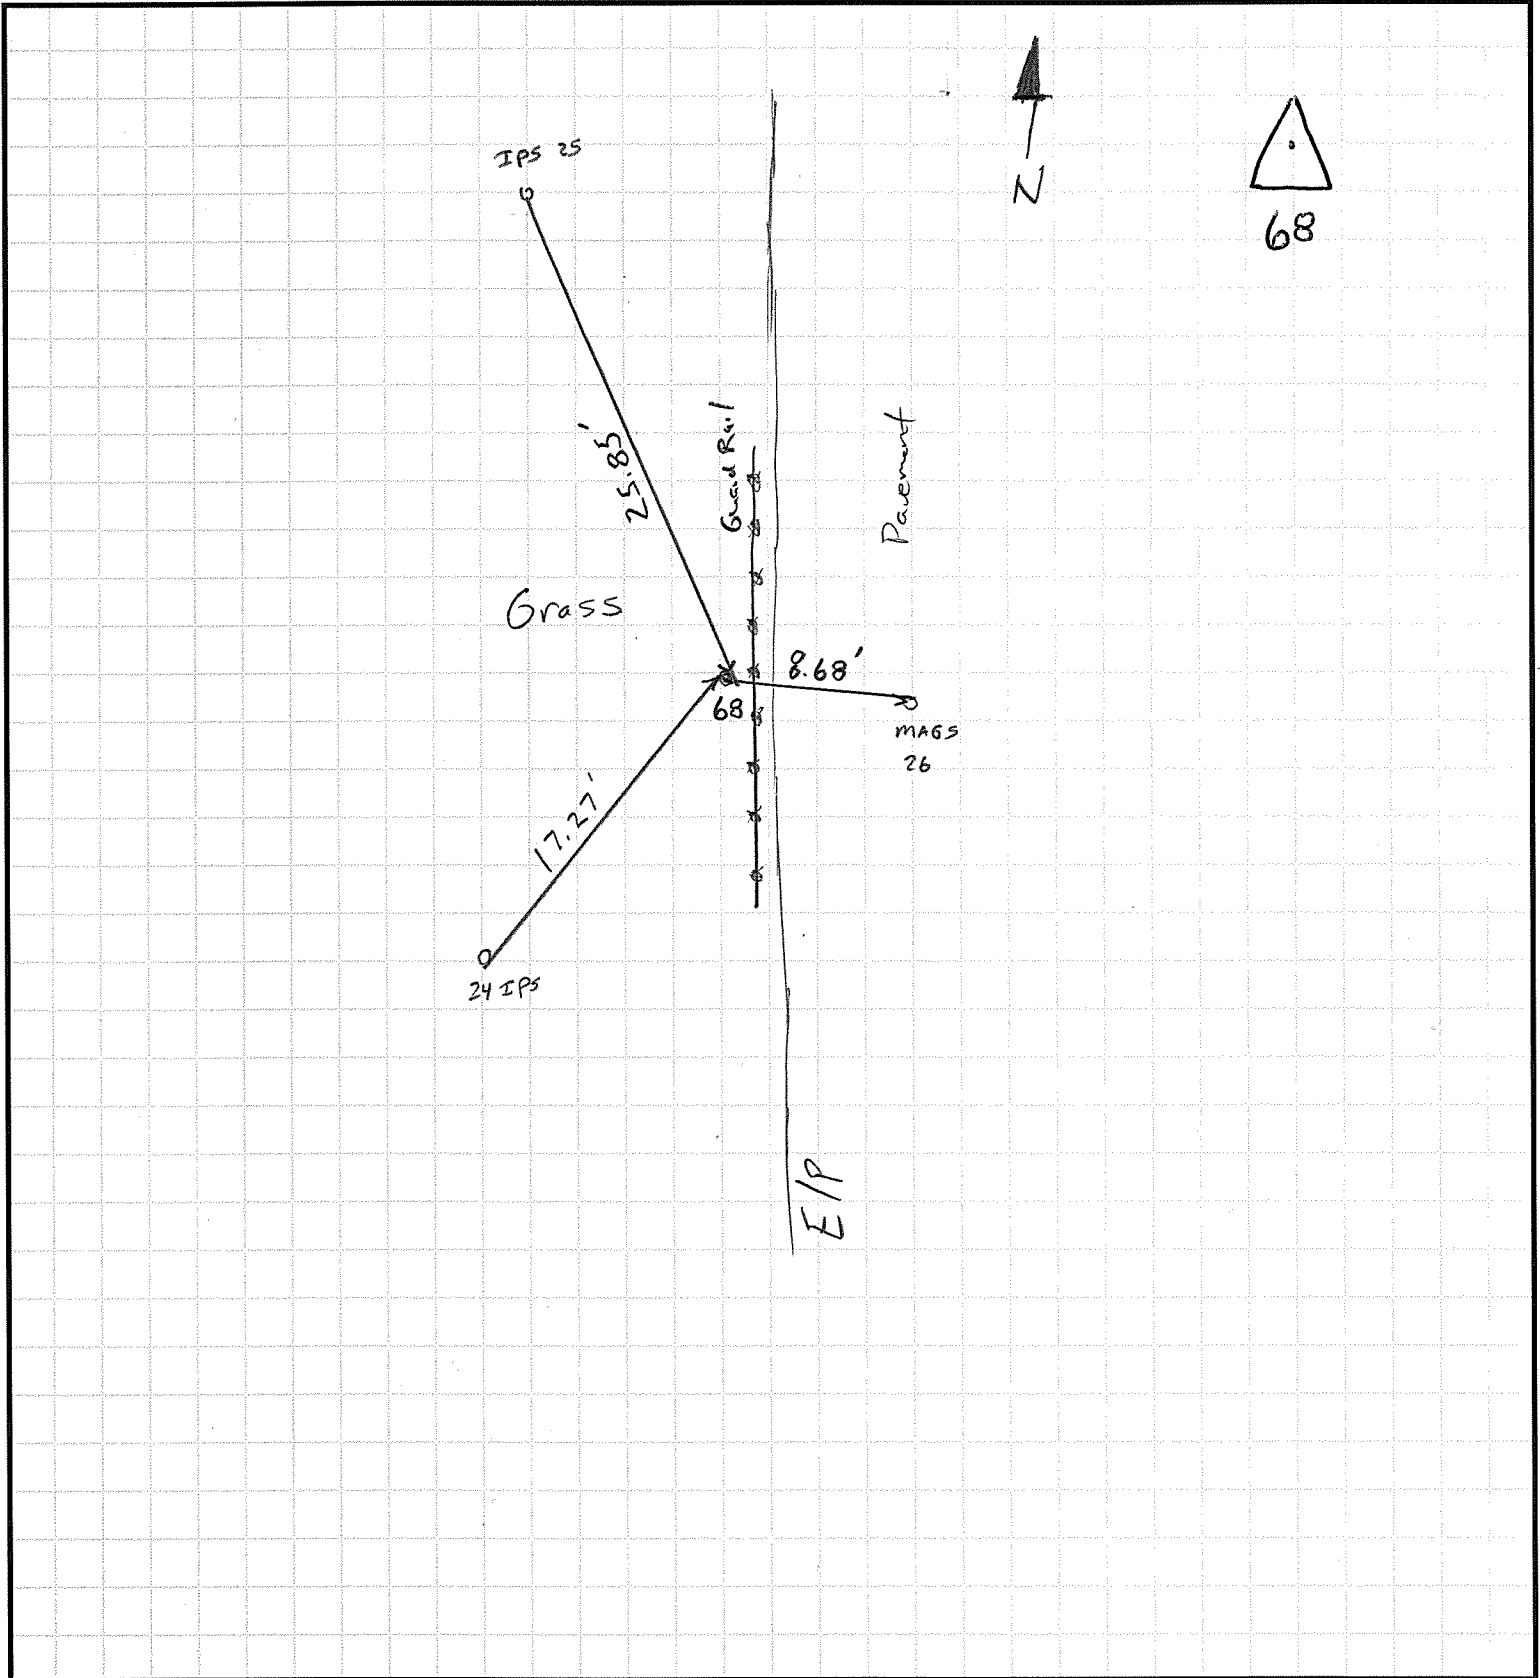 IPS 25
N
68
25.85'
Guard Rail
Pavement
Grass
8.68'
68
MAGS
26
17.27'
24 IPS
E/P